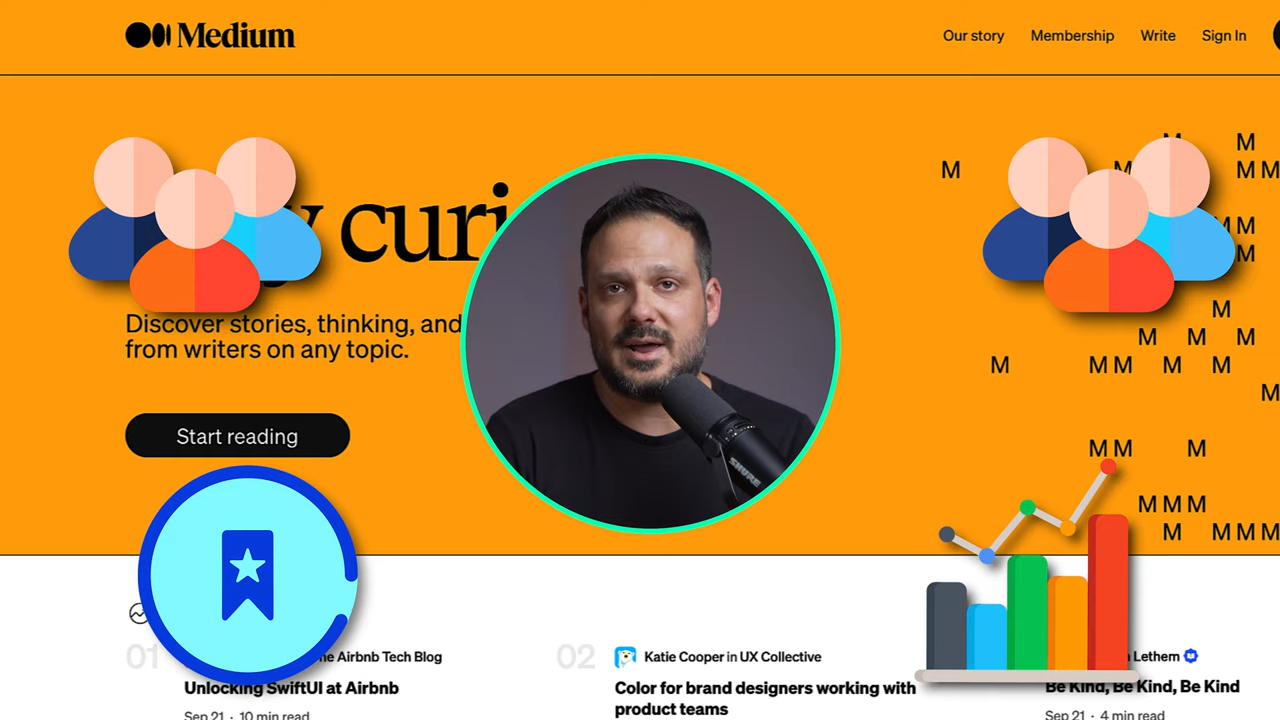 Medium
Our story Membership Write Sign In
curi
Discover stories, thinking, and
from writers on any topic.
Start reading
M M
M M M M
M
M
M
M M M
M M M M M
M
M M M
M M M
M M M M
SHURE
01 Airbnb Tech Blog
02 Katie Cooper in UX Collective
Lethem
Unlocking SwiftUI at Airbnb
Color for brand designers working with
product teams
Be Kind, Be Kind, Be Kind
Sep 21 · 10 min read
Sep 21 · 4 min read